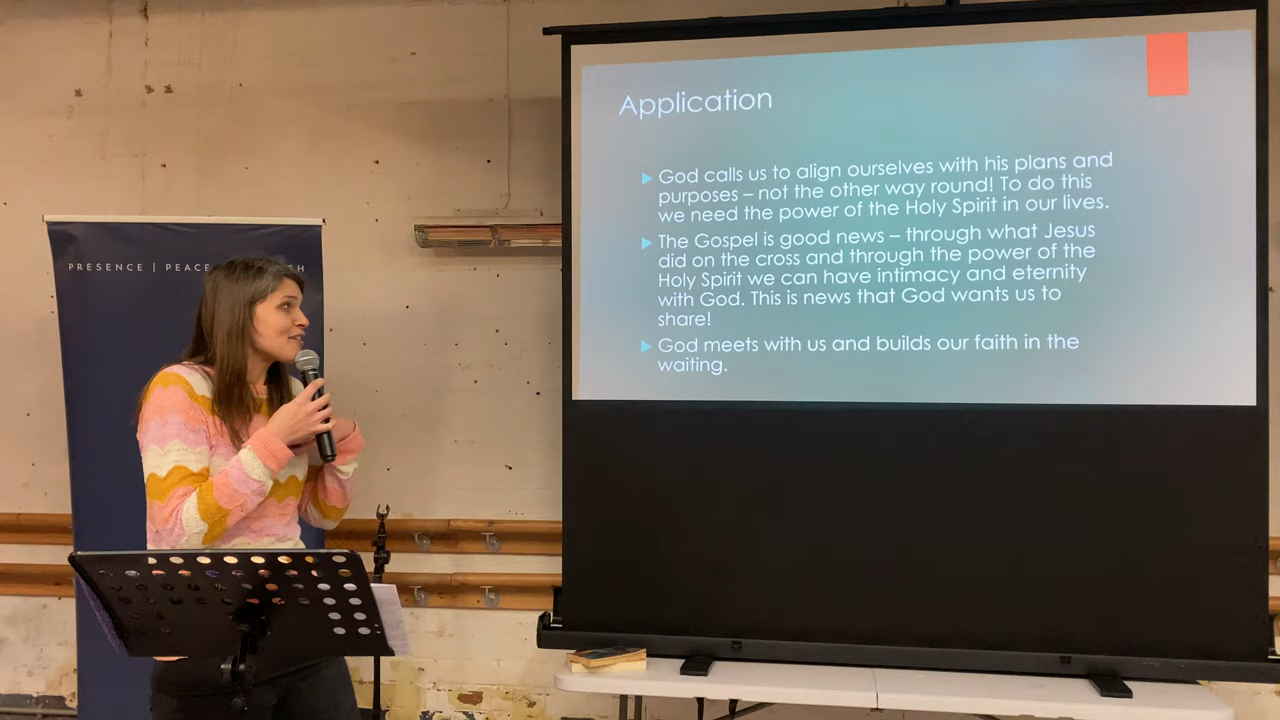 PRESENCE | PEACE
Application
God calls us to align ourselves with his plans and
purposes – not the other way round! To do this
we need the power of the Holy Spirit in our lives.
The Gospel is good news – through what Jesus
did on the cross and through the power of the
Holy Spirit we can have intimacy and eternity
with God. This is news that God wants us to
share!
God meets with us and builds our faith in the
waiting.